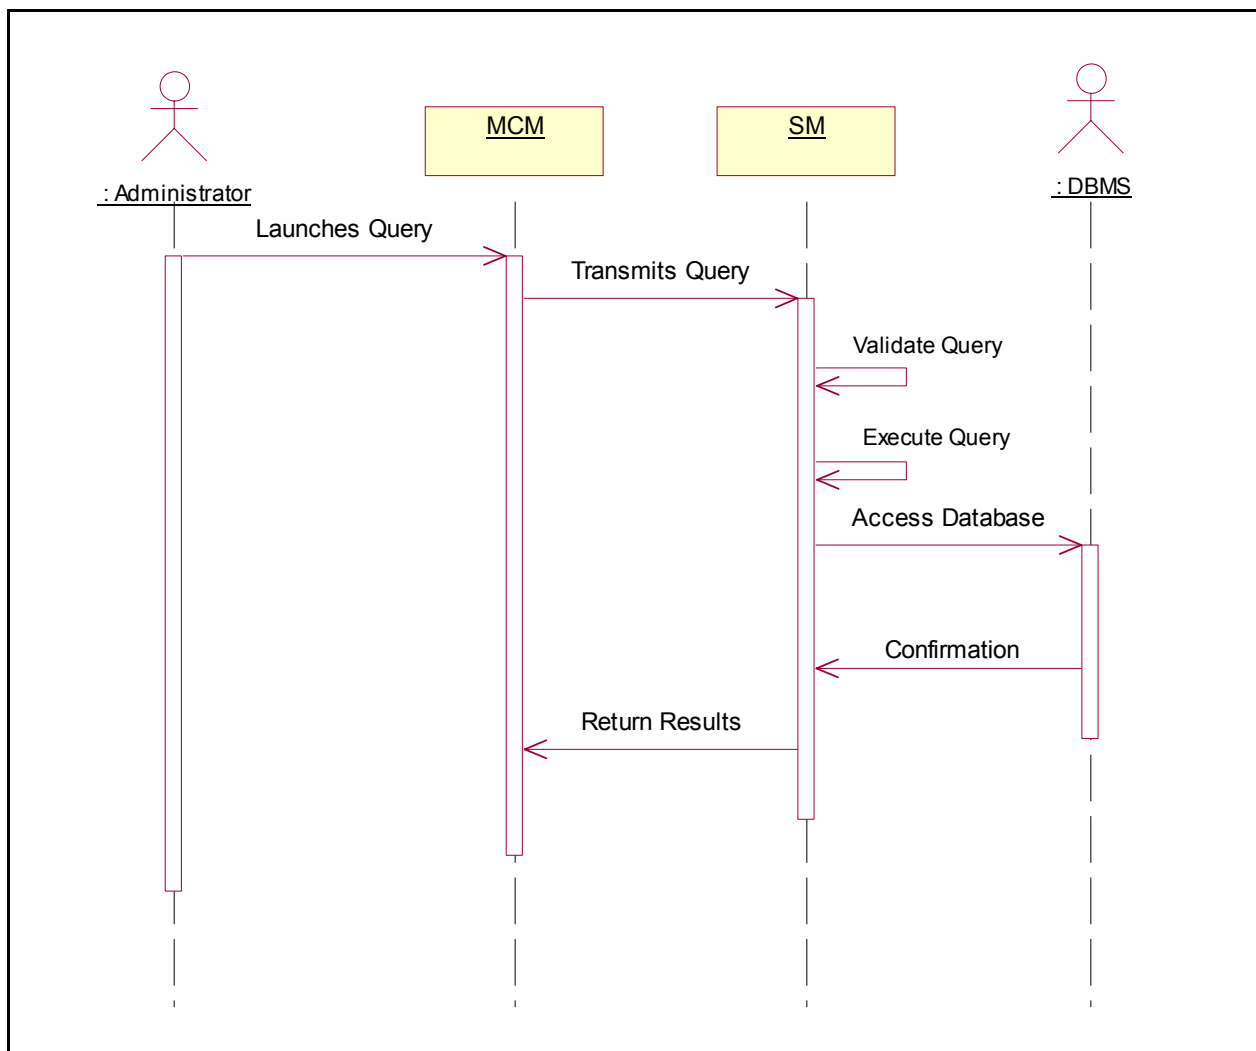 : Administrator
MCM
SM
: DBMS
Launches Query
Transmits Query
Validate Query
Execute Query
Access Database
Confirmation
Return Results